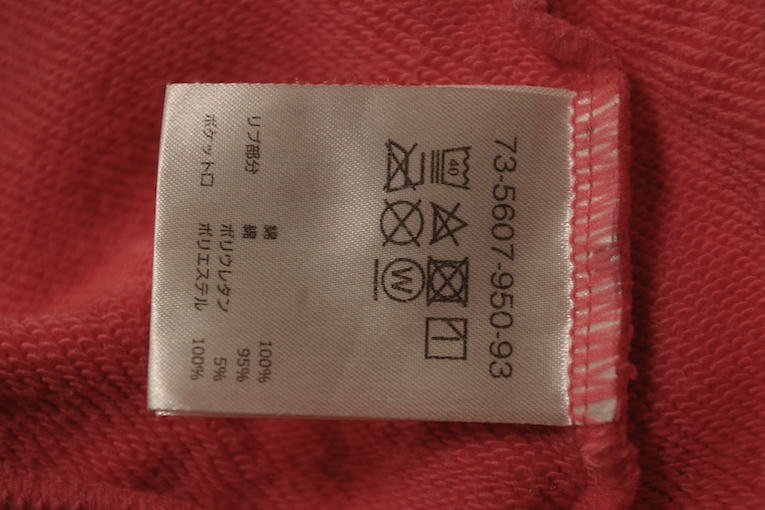 73-5607-950-93
40
W
綿 100%
リブ部分 綿 95%
ポリウレタン 5%
ポケット口 ポリエステル 100%